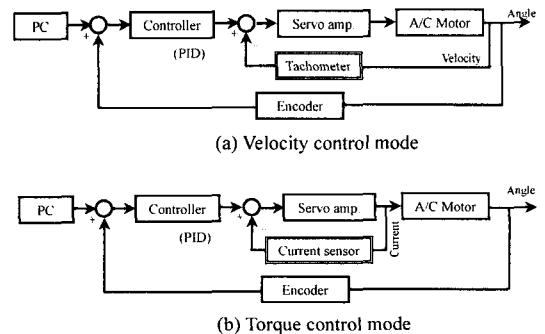 Angle
PC
Controller
Servo amp.
A/C Motor
+
(PID)
+
Tachometer
Velocity
Encoder
(a) Velocity control mode
Angle
PC
Controller
Servo amp.
A/C Motor
+
(PID)
+
Current sensor
Current
Encoder
(b) Torque control mode